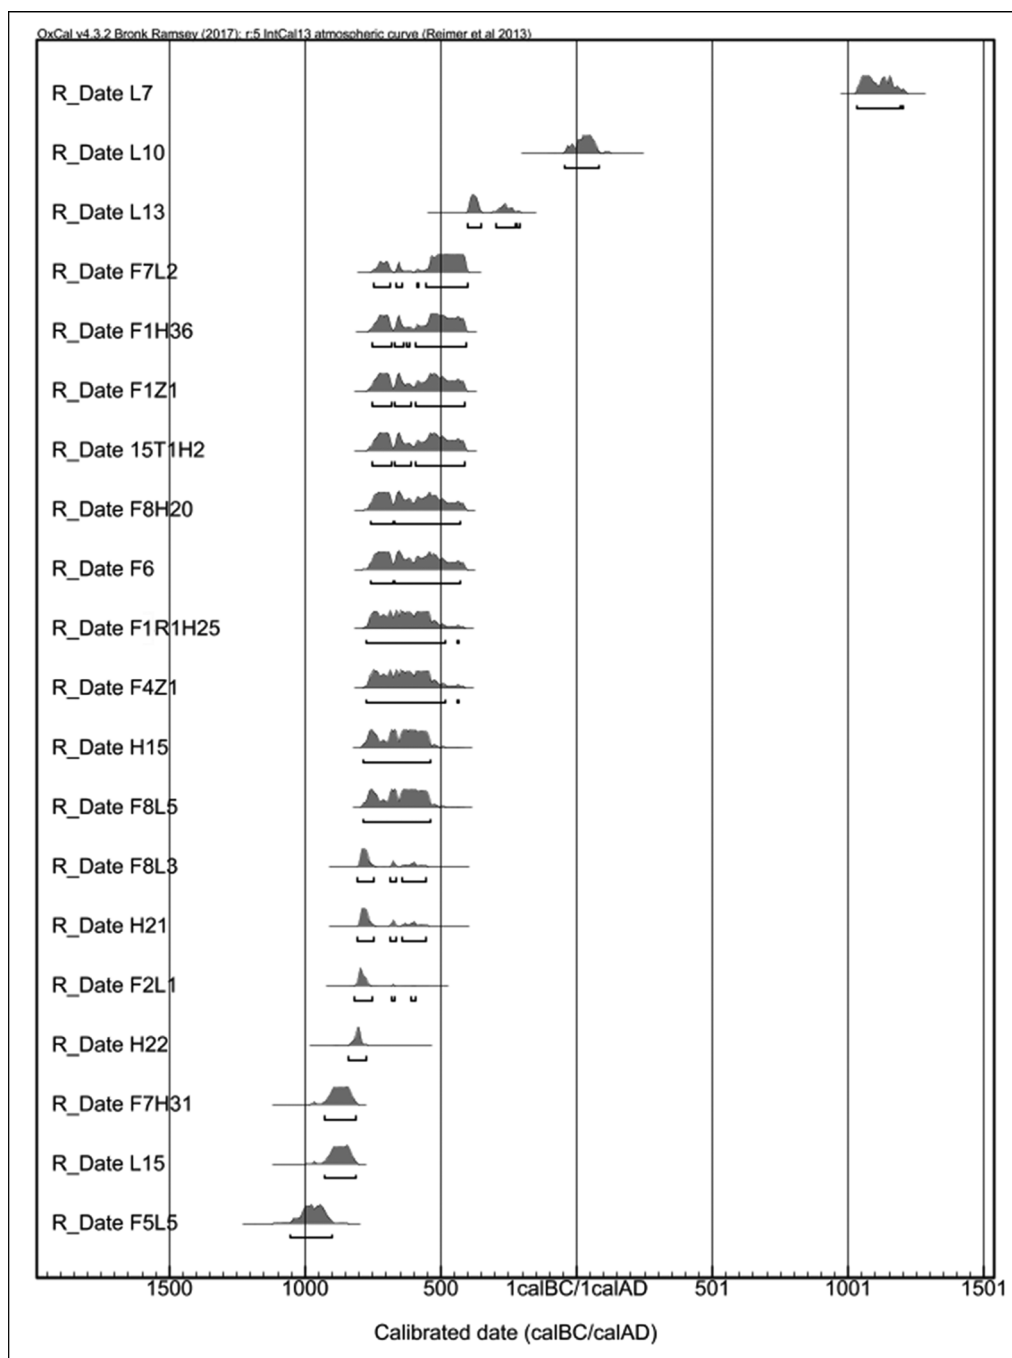 OxCal v4.3.2 Bronk Ramsey (2017): r:5 IntCal13 atmospheric curve (Reimer et al 2013)
R_Date L7
R_Date L10
R_Date L13
R_Date F7L2
R_Date F1H36
R_Date F1Z1
R_Date 15T1H2
R_Date F8H20
R_Date F6
R_Date F1R1H25
R_Date F4Z1
R_Date H15
R_Date F8L5
R_Date F8L3
R_Date H21
R_Date F2L1
R_Date H22
R_Date F7H31
R_Date L15
R_Date F5L5
1500 1000 500 1calBC/1calAD 501 1001 1501
Calibrated date (calBC/calAD)